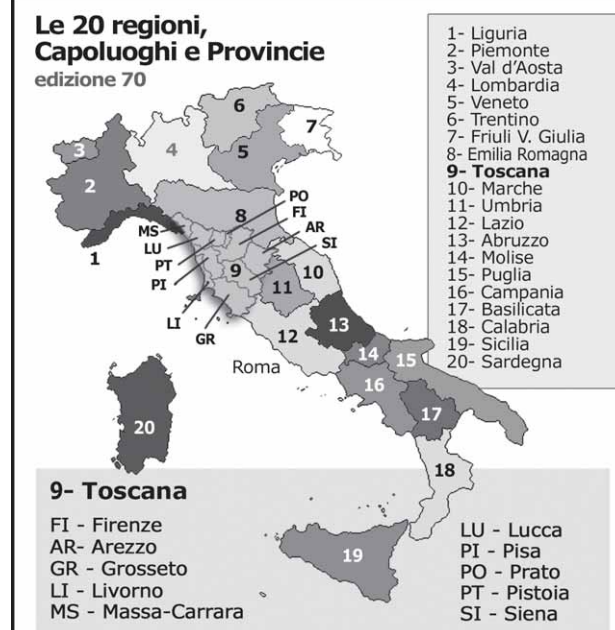 Le 20 regioni,
Capoluoghi e Provincie
edizione 70
1- Liguria
2- Piemonte
3- Val d'Aosta
4- Lombardia
5- Veneto
6- Trentino
7- Friuli V. Giulia
8- Emilia Romagna
9- Toscana
10- Marche
11- Umbria
12- Lazio
13- Abruzzo
14- Molise
15- Puglia
16- Campania
17- Basilicata
18- Calabria
19- Sicilia
20- Sardegna
6
7
3
4
5
2
8
PO
FI
MS
AR
LU
SI
1
PT
9
10
PI
11
LI
12
13
GR
Roma
14
15
16
20
17
18
19
9- Toscana
FI - Firenze
AR- Arezzo
GR - Grosseto
LI - Livorno
MS - Massa-Carrara
LU - Lucca
PI - Pisa
PO - Prato
PT - Pistoia
SI - Siena